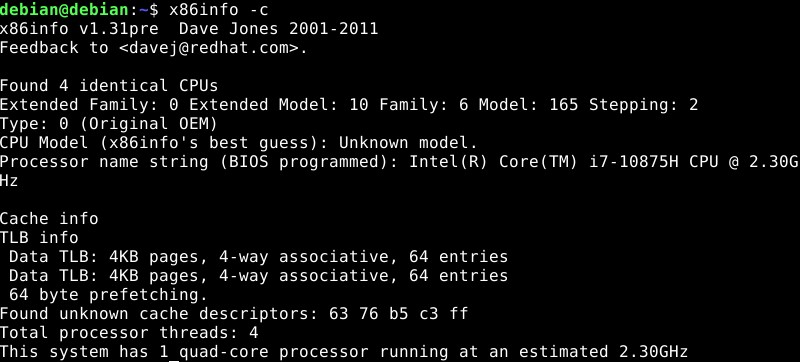 debian@debian:~$ x86info -c
x86info v1.31pre  Dave Jones 2001-2011
Feedback to <davej@redhat.com>.

Found 4 identical CPUs
Extended Family: 0 Extended Model: 10 Family: 6 Model: 165 Stepping: 2
Type: 0 (Original OEM)
CPU Model (x86info's best guess): Unknown model.
Processor name string (BIOS programmed): Intel(R) Core(TM) i7-10875H CPU @ 2.30G
Hz

Cache info
TLB info
 Data TLB: 4KB pages, 4-way associative, 64 entries
 Data TLB: 4KB pages, 4-way associative, 64 entries
 64 byte prefetching.
Found unknown cache descriptors: 63 76 b5 c3 ff
Total processor threads: 4
This system has 1 quad-core processor running at an estimated 2.30GHz